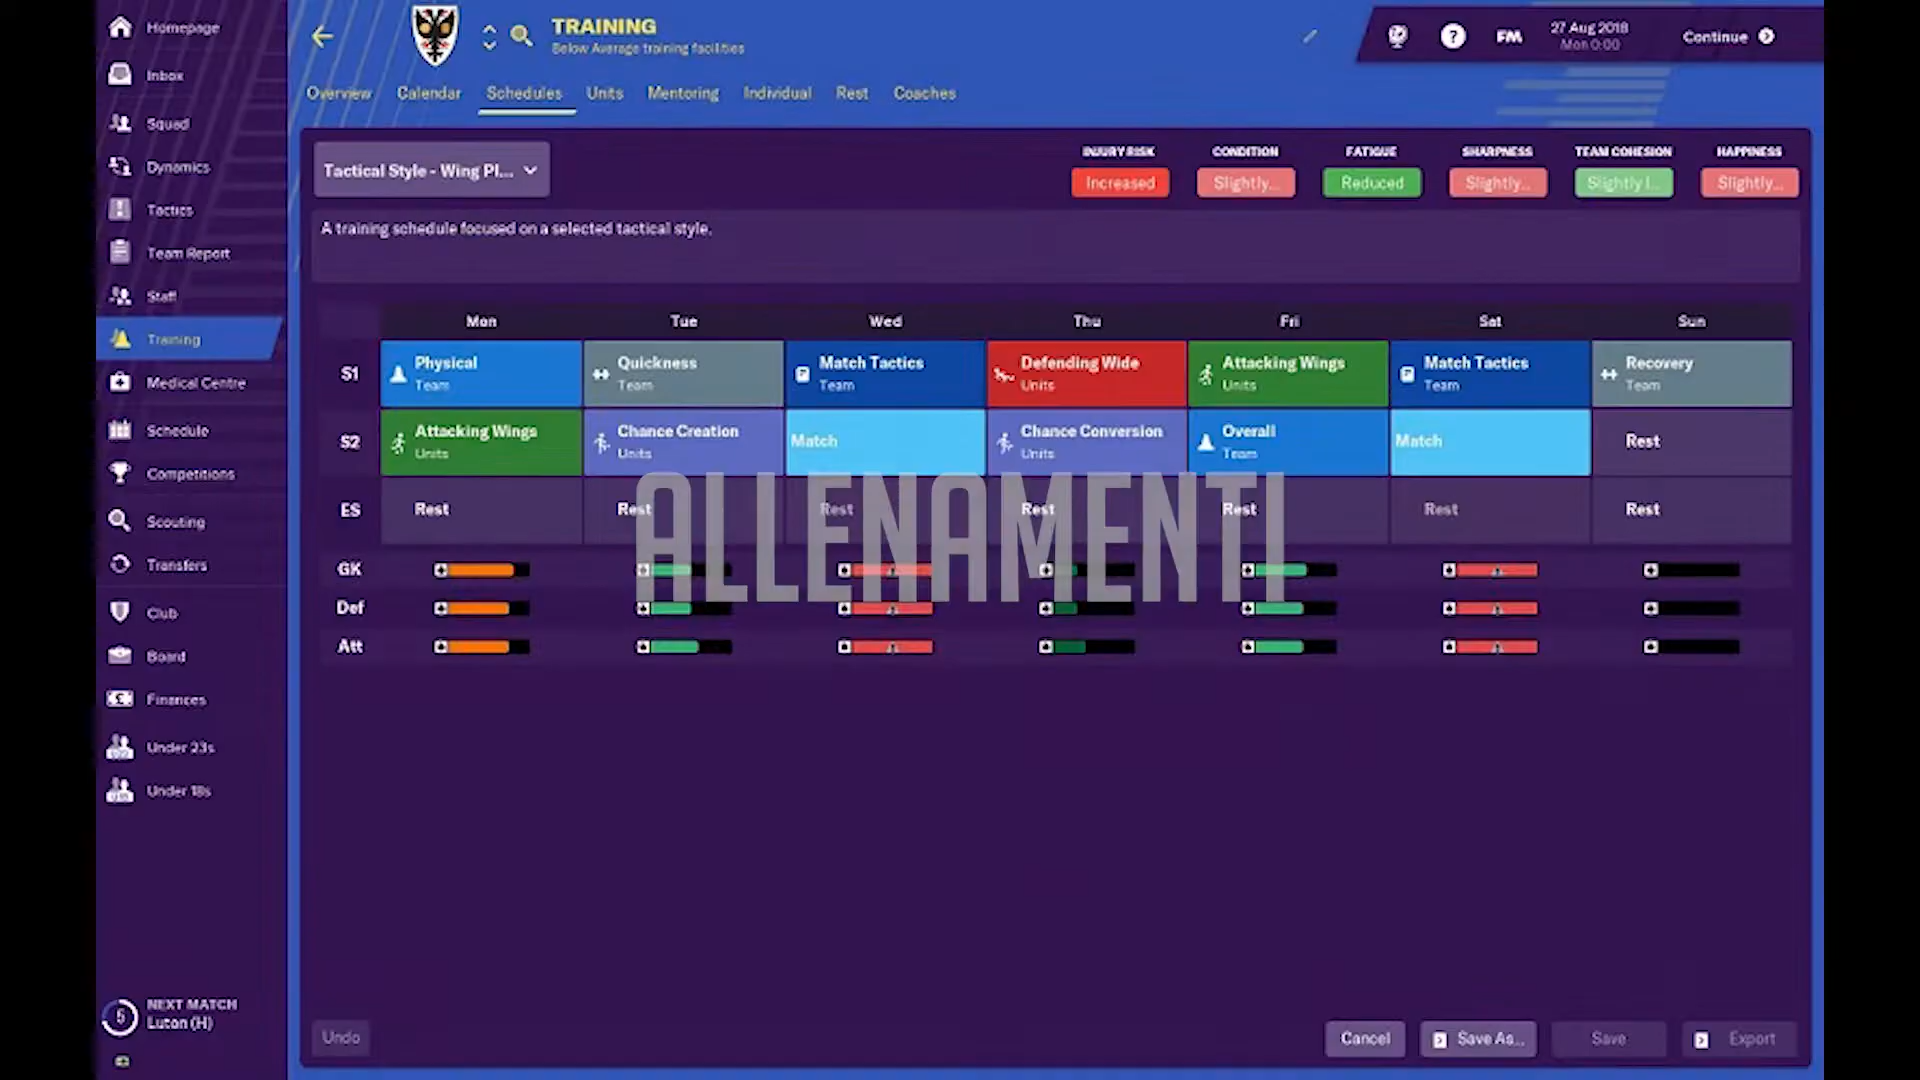 Homepage
Inbox
Squad
Dynamics
Tactics
Team Report
Staff
Training
Medical Centre
Schedule
Competitions
Scouting
Transfers
Club
Board
Finances
Under 23s
Under 18s
5
NEXT MATCH
Luton (H)
TRAINING
Below Average training facilities
FM
27 Aug 2018
Mon 0:00
Continue
Overview Calendar Schedules Units Mentoring Individual Rest Coaches
Tactical Style - Wing Pl...
INJURY RISK CONDITION FATIGUE SHARPNESS TEAM COHESION HAPPINESS
Increased Slightly... Reduced Slightly... Slightly I... Slightly...
A training schedule focused on a selected tactical style.
Mon Tue Wed Thu Fri Sat Sun
S1
Physical Quickness Match Tactics Defending Wide Attacking Wings Match Tactics Recovery
Team Team Team Units Units Team Team
S2
Attacking Wings Chance Creation Match Chance Conversion Overall Match Rest
Units Units Units Team
ES Rest Rest Rest Rest Rest Rest Rest
ALLENAMENTI
GK
Def
Att
Undo
Cancel
Save As...
Save
Export